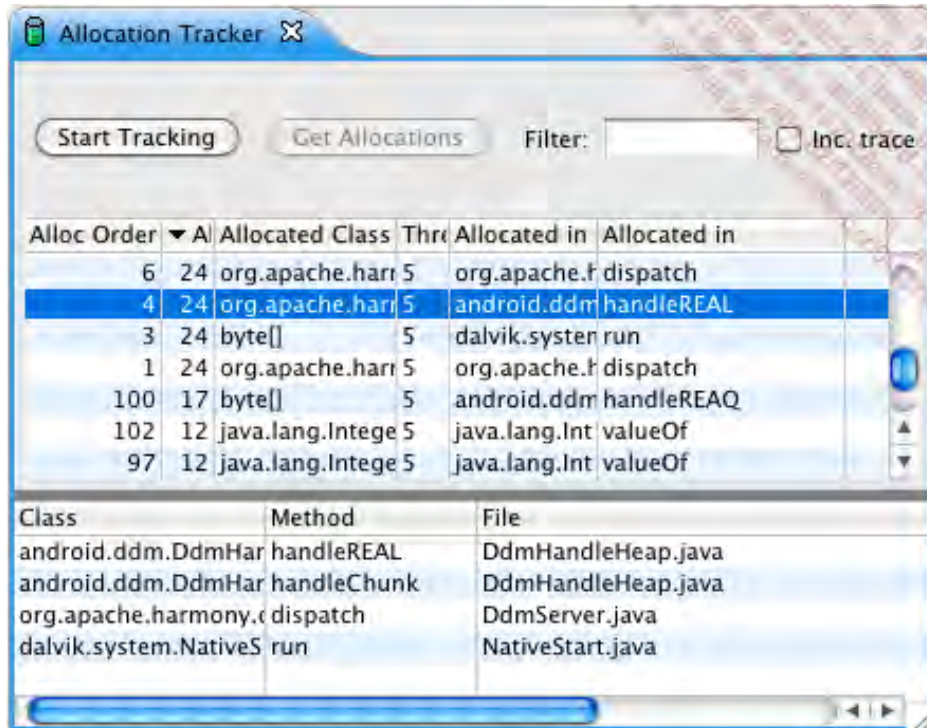 Allocation Tracker
Start Tracking Get Allocations Filter: Inc. trace
Alloc Order Al Allocated Class Thre Allocated in Allocated in
6 24 org.apache.harr 5 org.apache.h dispatch
4 24 org.apache.harr 5 android.ddm handleREAL
3 24 byte[] 5 dalvik.system run
1 24 org.apache.harr 5 org.apache.h dispatch
100 17 byte[] 5 android.ddm handleREAQ
102 12 java.lang.Intege 5 java.lang.Int valueOf
97 12 java.lang.Intege 5 java.lang.Int valueOf
Class Method File
android.ddm.DdmHar handleREAL DdmHandleHeap.java
android.ddm.DdmHar handleChunk DdmHandleHeap.java
org.apache.harmony.d dispatch DdmServer.java
dalvik.system.NativeS run NativeStart.java